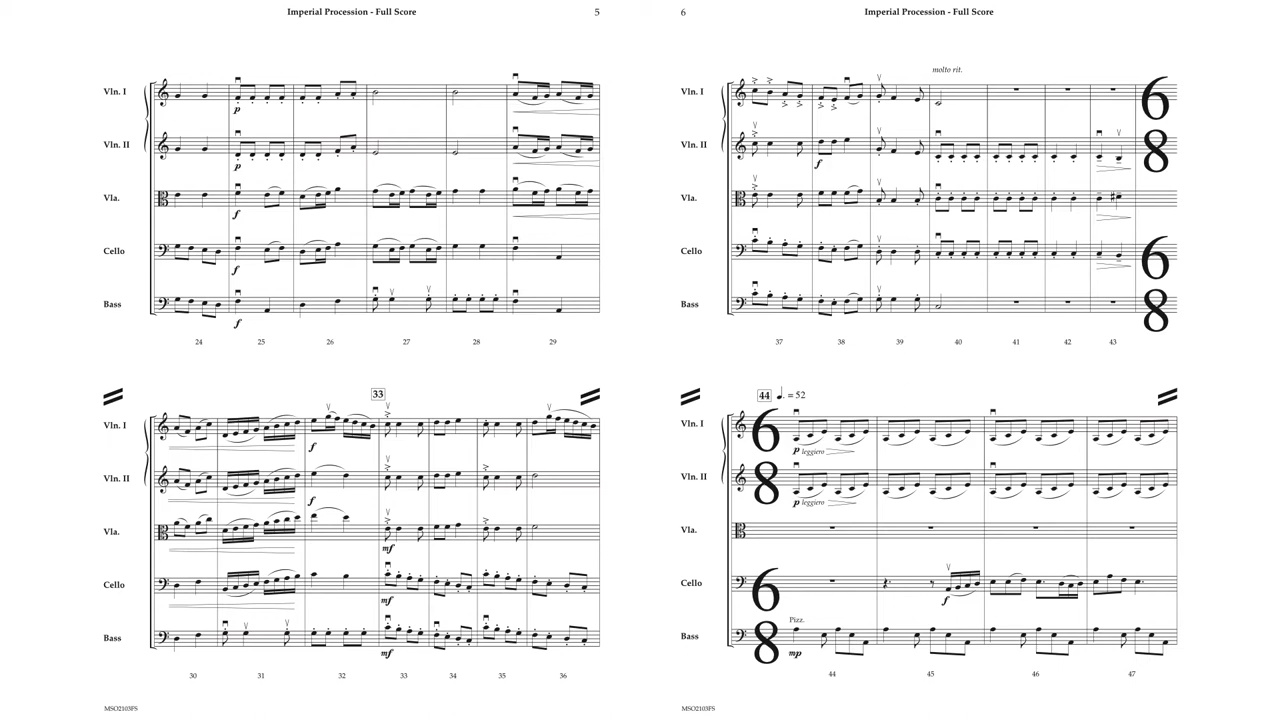 Imperial Procession - Full Score 5
Vln. I
p
Vln. II
p
Vla.
f
Cello
f
Bass
f
24 25 26 27 28 29
33
Vln. I
f
Vln. II
f
Vla.
mf
Cello
mf
Bass
mf
30 31 32 33 34 35 36
MSO2103FS
6 Imperial Procession - Full Score
molto rit.
Vln. I
6
8
Vln. II
f
Vla.
Cello
6
8
Bass
37 38 39 40 41 42 43
44 ♩. = 52
Vln. I
6
8
p leggiero
Vln. II
p leggiero
Vla.
Cello
6
8
f
Pizz.
Bass
mp
44 45 46 47
MSO2103FS